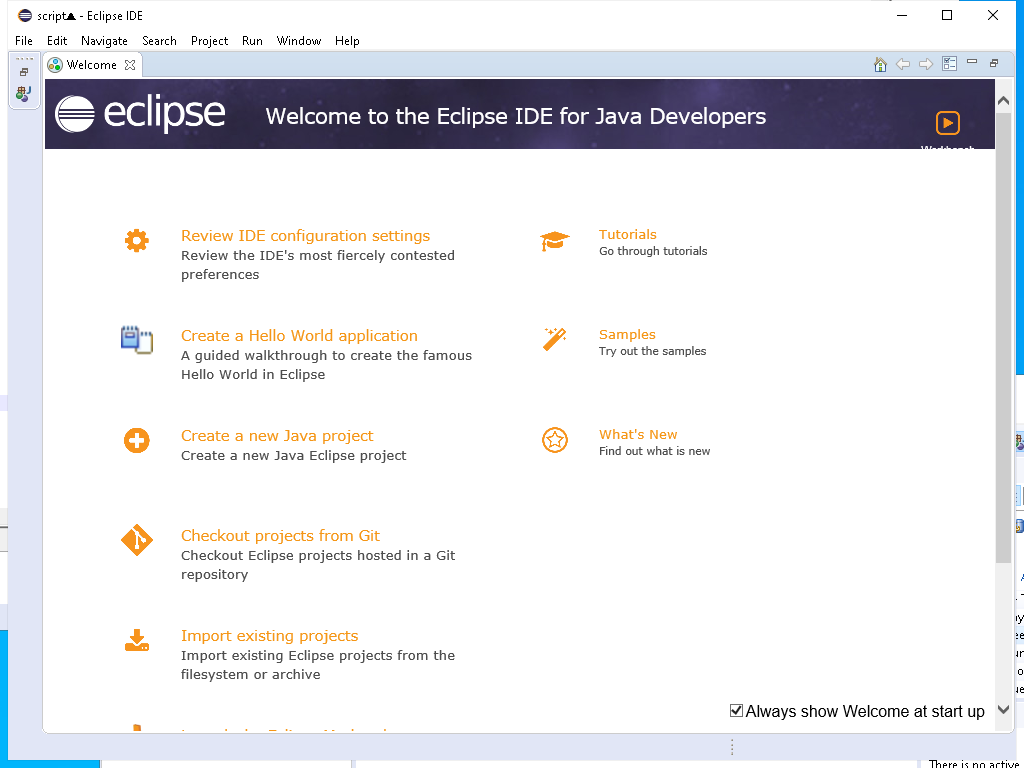 script▲ - Eclipse IDE
File Edit Navigate Search Project Run Window Help
Welcome
eclipse
Welcome to the Eclipse IDE for Java Developers
Review IDE configuration settings
Review the IDE's most fiercely contested
preferences
Tutorials
Go through tutorials
Create a Hello World application
A guided walkthrough to create the famous
Hello World in Eclipse
Samples
Try out the samples
Create a new Java project
Create a new Java Eclipse project
What's New
Find out what is new
Checkout projects from Git
Checkout Eclipse projects hosted in a Git
repository
Import existing projects
Import existing Eclipse projects from the
filesystem or archive
Always show Welcome at start up
There is no active